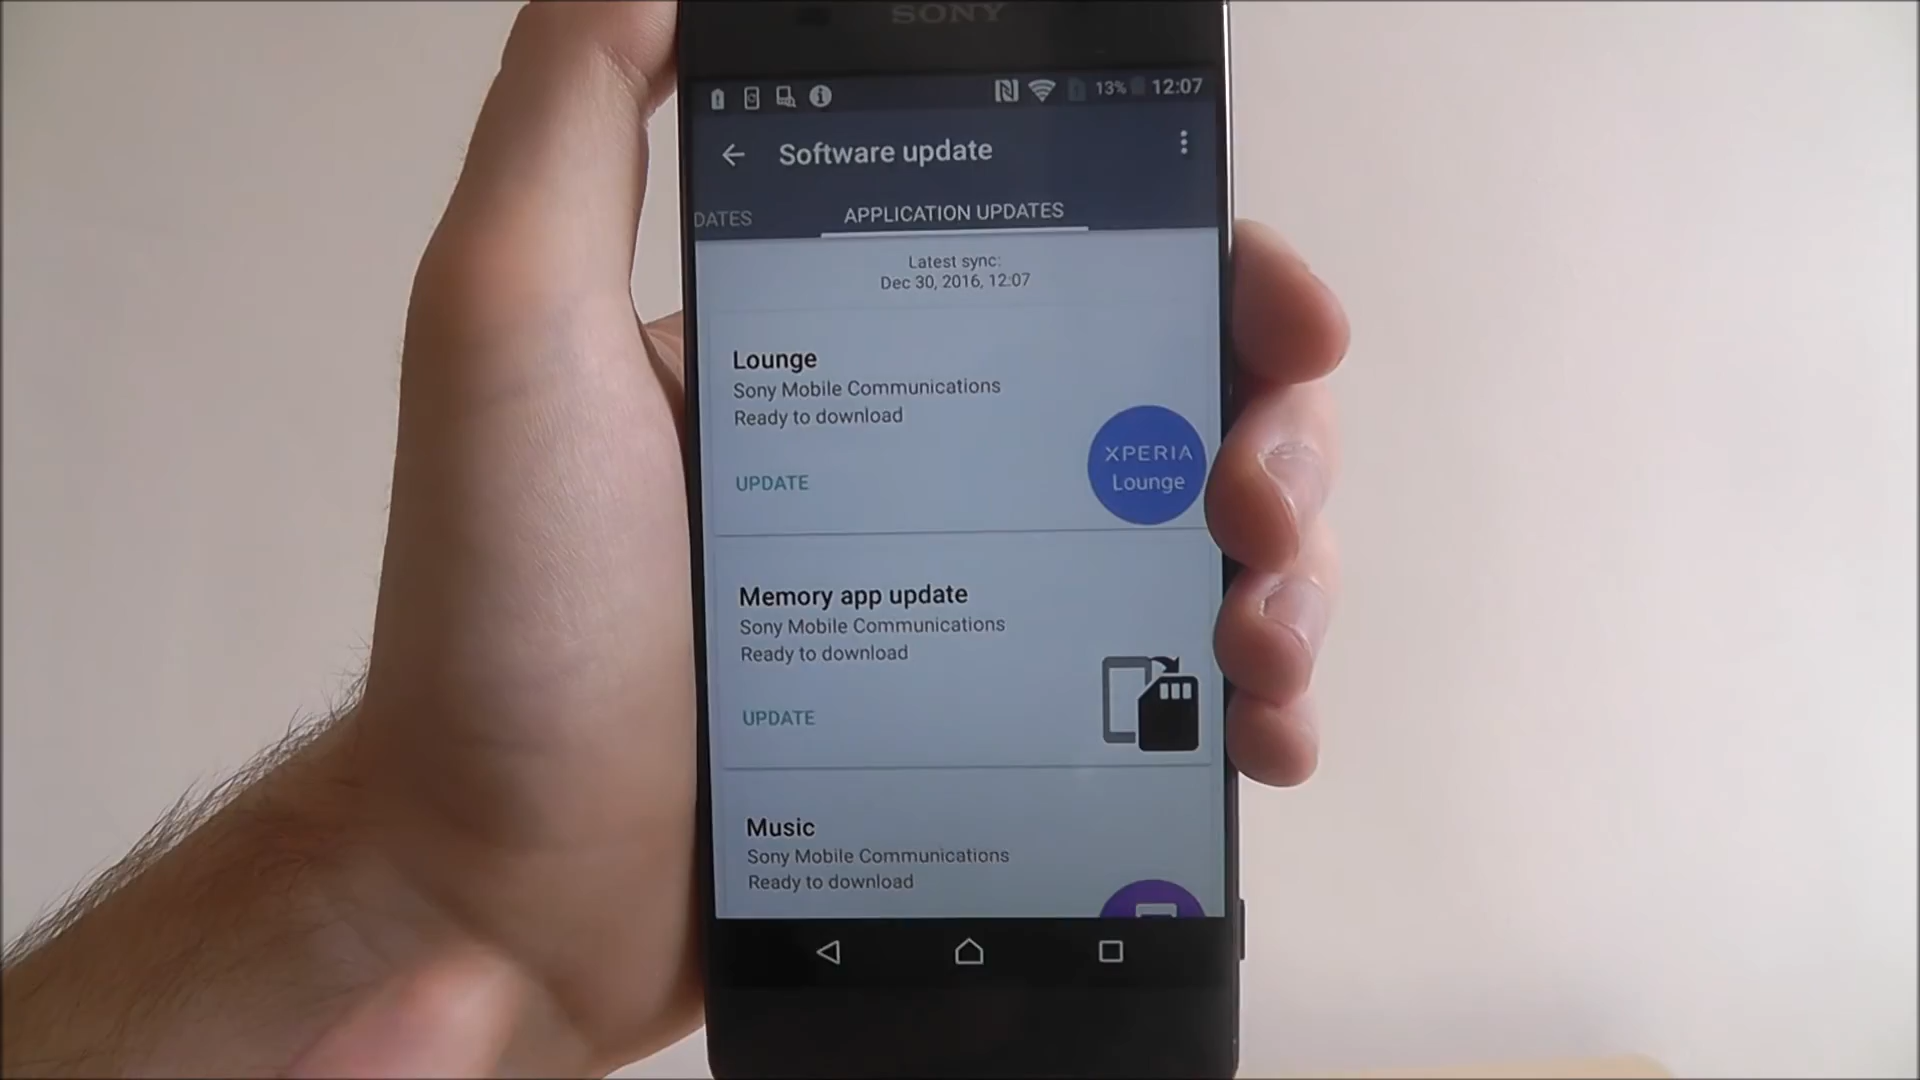 SONY
13% 12:07
Software update
DATES APPLICATION UPDATES
Latest sync:
Dec 30, 2016, 12:07
Lounge
Sony Mobile Communications
Ready to download
UPDATE
XPERIA
Lounge
Memory app update
Sony Mobile Communications
Ready to download
UPDATE
Music
Sony Mobile Communications
Ready to download